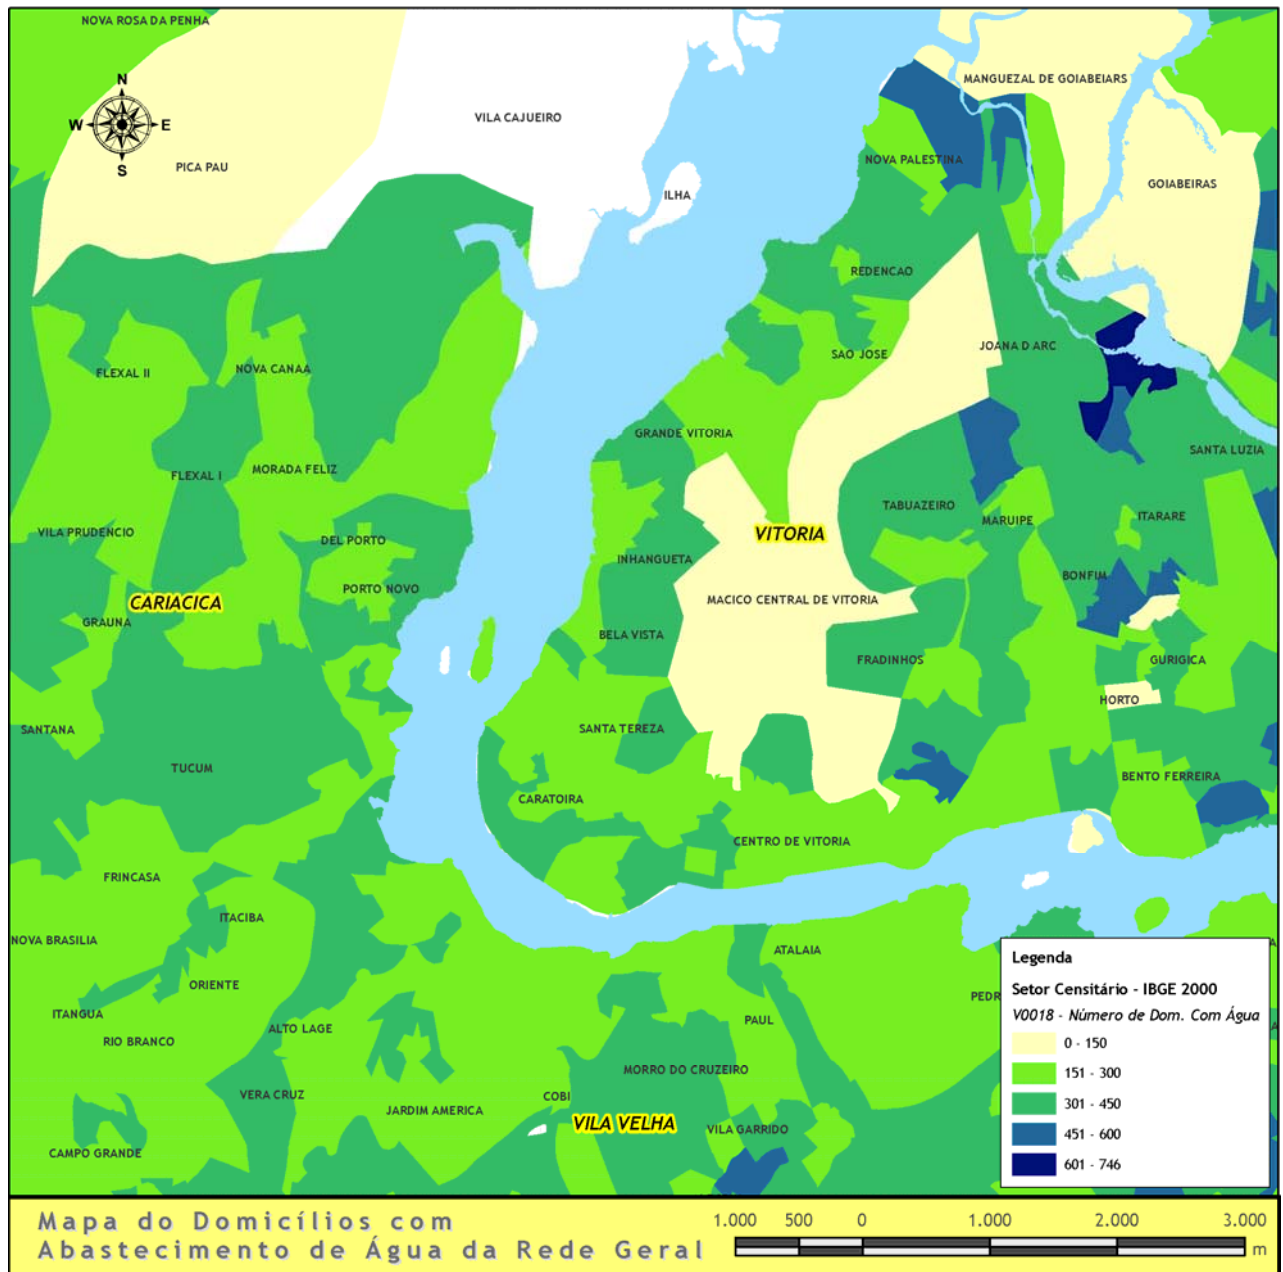 NOVA ROSA DA PENHA
N
W
E
S
PICA PAU
VILA CAJUEIRO
ILHA
MANGUEZAL DE GOIABEIARS
NOVA PALESTINA
GOIABEIRAS
REDENCAO
SAO JOSE
JOANA D ARC
FLEXAL II
NOVA CANAA
GRANDE VITORIA
SANTA LUZIA
FLEXAL I
MORADA FELIZ
TABUAZEIRO
MARUIPE
ITARARE
VILA PRUDENCIO
DEL PORTO
VITORIA
INHANGUETA
BONFIM
PORTO NOVO
CARIACICA
MACICO CENTRAL DE VITORIA
GRAUNA
BELA VISTA
FRADINHOS
GURIGICA
HORTO
SANTANA
SANTA TEREZA
TUCUM
BENTO FERREIRA
CARATOIRA
CENTRO DE VITORIA
FRINCASA
ITACIBA
NOVA BRASILIA
ATALAIA
ORIENTE
PEDR
ITANGUA
ALTO LAGE
PAUL
RIO BRANCO
MORRO DO CRUZEIRO
VERA CRUZ
COBI
JARDIM AMERICA
VILA VELHA
VILA GARRIDO
CAMPO GRANDE
Legenda
Setor Censitário - IBGE 2000
V0018 - Número de Dom. Com Água
0 - 150
151 - 300
301 - 450
451 - 600
601 - 746
Mapa do Domicílios com
Abastecimento de Água da Rede Geral
1.000 500 0 1.000 2.000 3.000
m